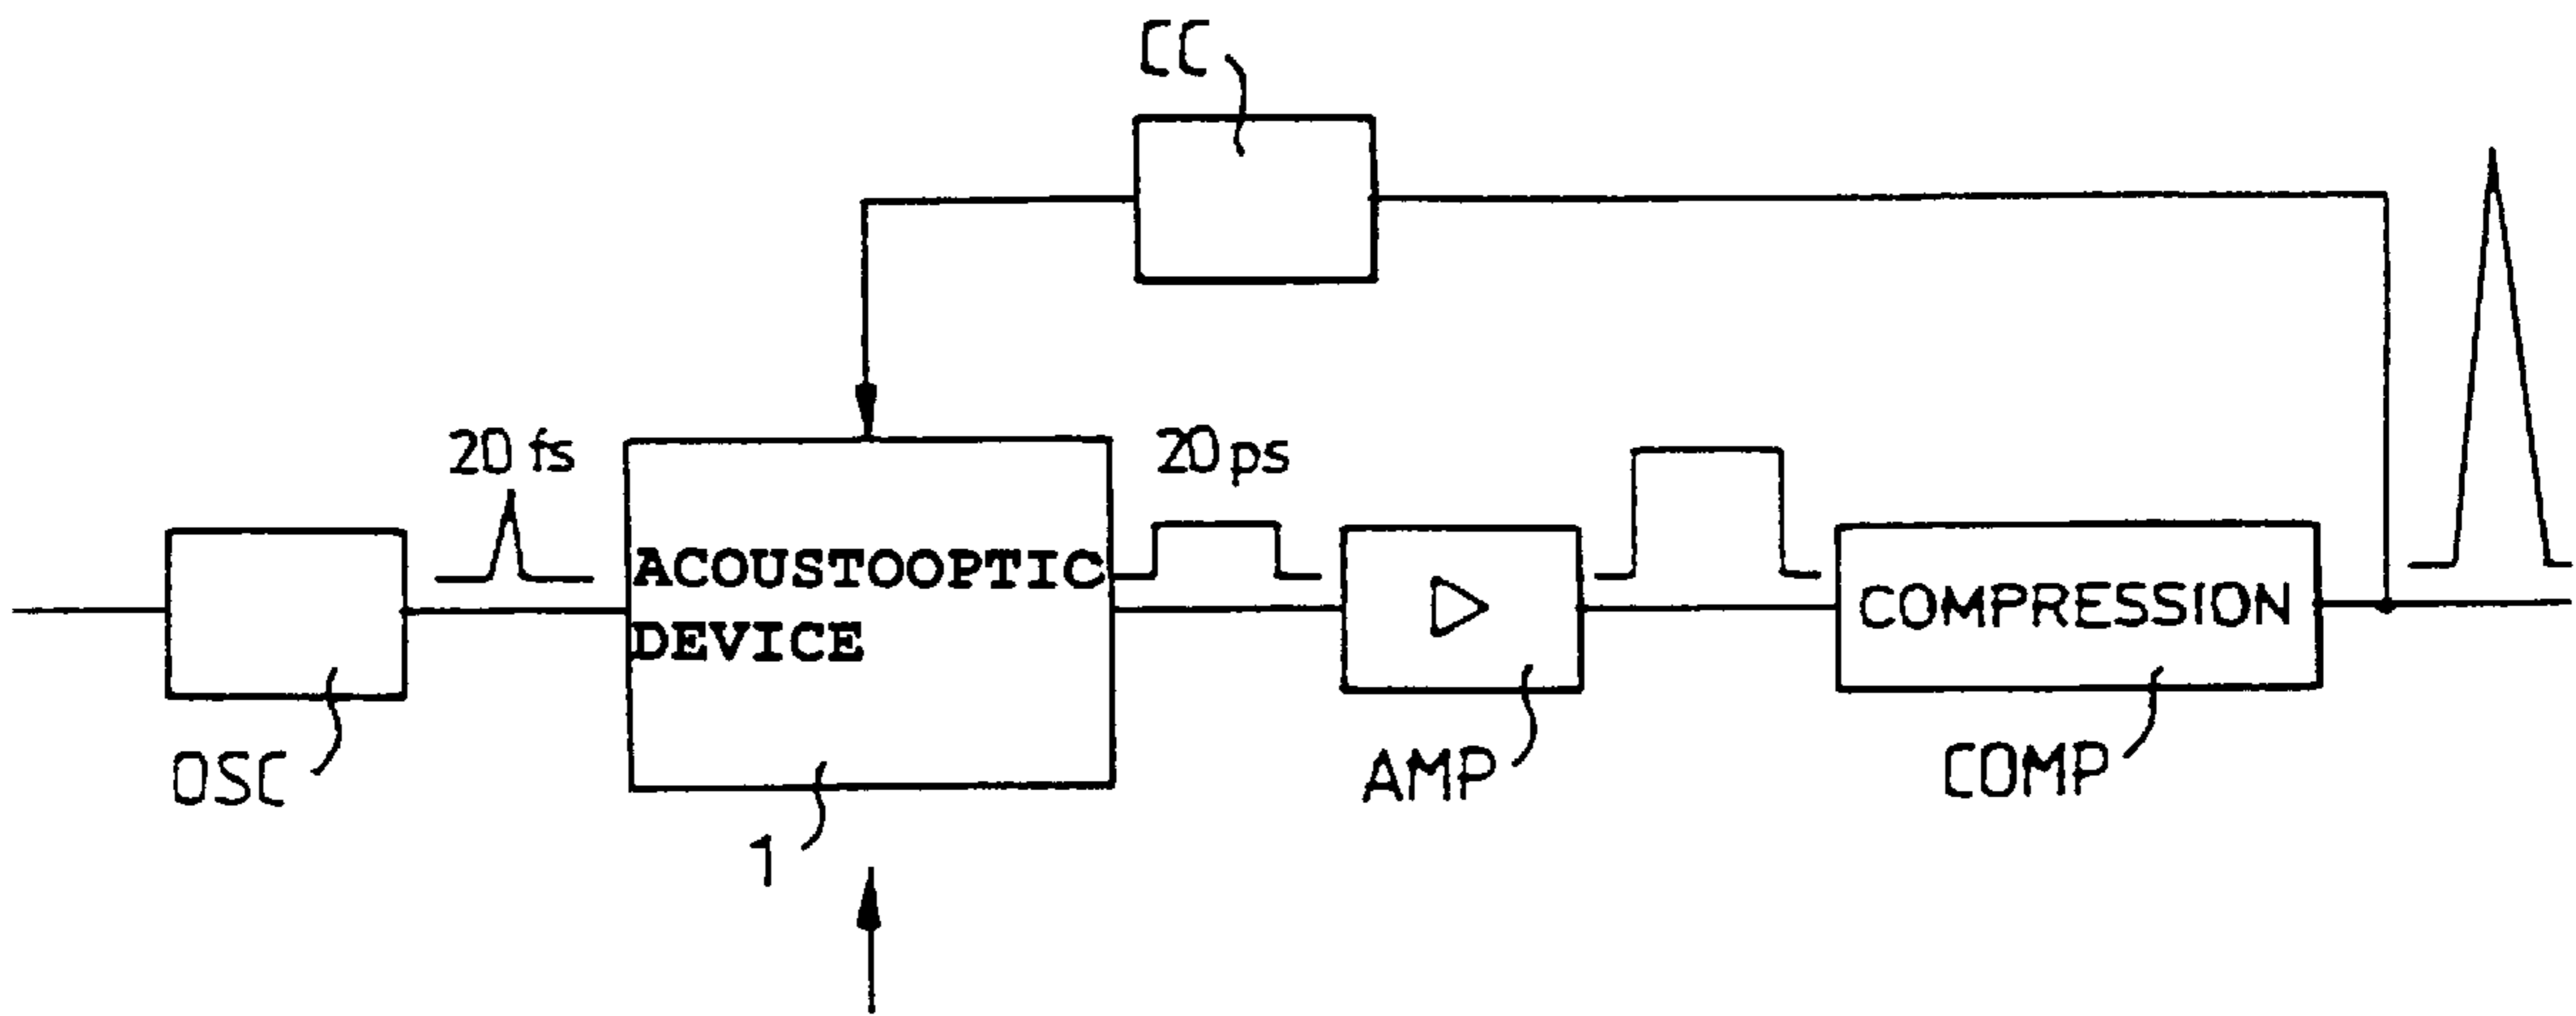 CC
20 fs
20 ps
ACOUSTOOPTIC
DEVICE
COMPRESSION
OSC
AMP
COMP
1